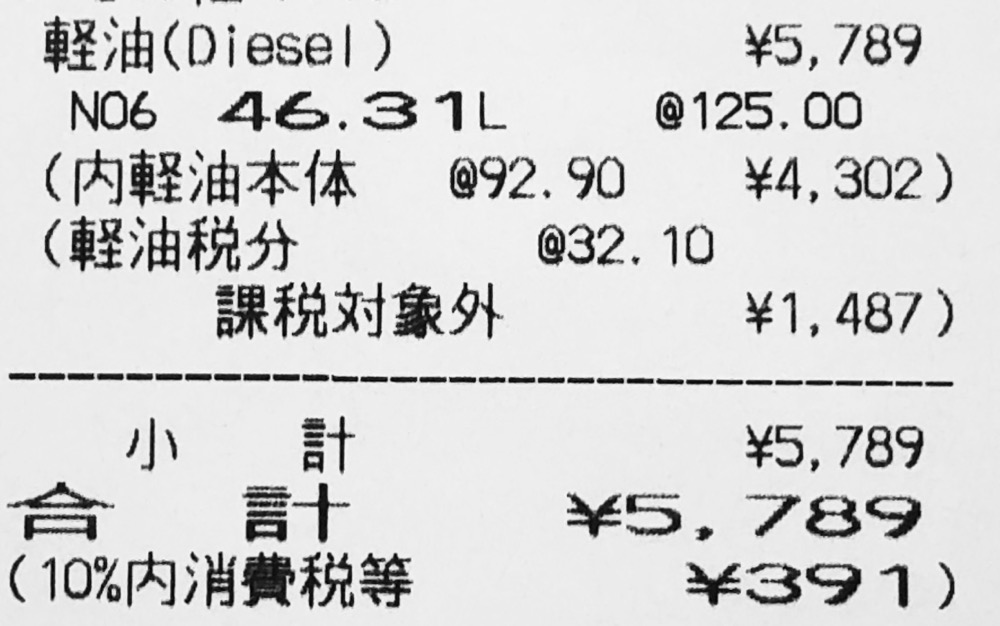 軽油(Diesel) ¥5,789
NO6 46.31L @125.00
(内軽油本体 @92.90 ¥4,302)
(軽油税分 @32.10
課税対象外 ¥1,487)
小計 ¥5,789
合計 ¥5,789
(10%内消費税等 ¥391)